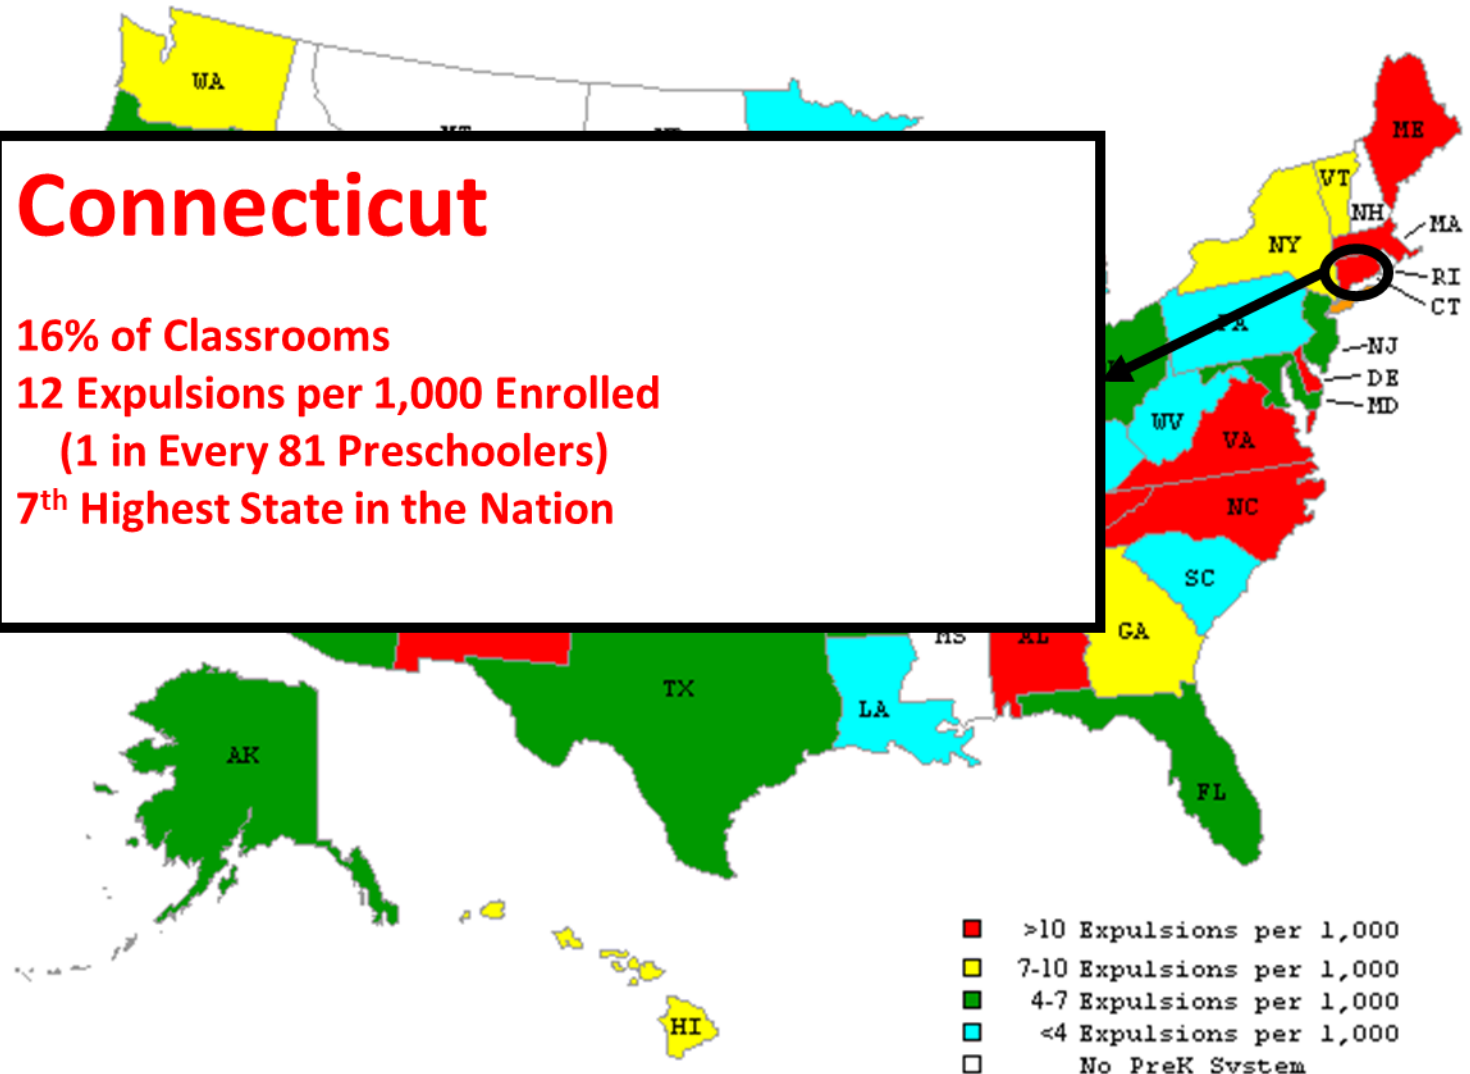 WA
ME
VT
NH
MA
NY
RI
CT
Connecticut
16% of Classrooms
12 Expulsions per 1,000 Enrolled
(1 in Every 81 Preschoolers)
7th Highest State in the Nation
PA
NJ
DE
MD
WV
VA
NC
SC
GA
MS
AL
TX
LA
AK
FL
HI
>10 Expulsions per 1,000
7-10 Expulsions per 1,000
4-7 Expulsions per 1,000
<4 Expulsions per 1,000
No PreK System